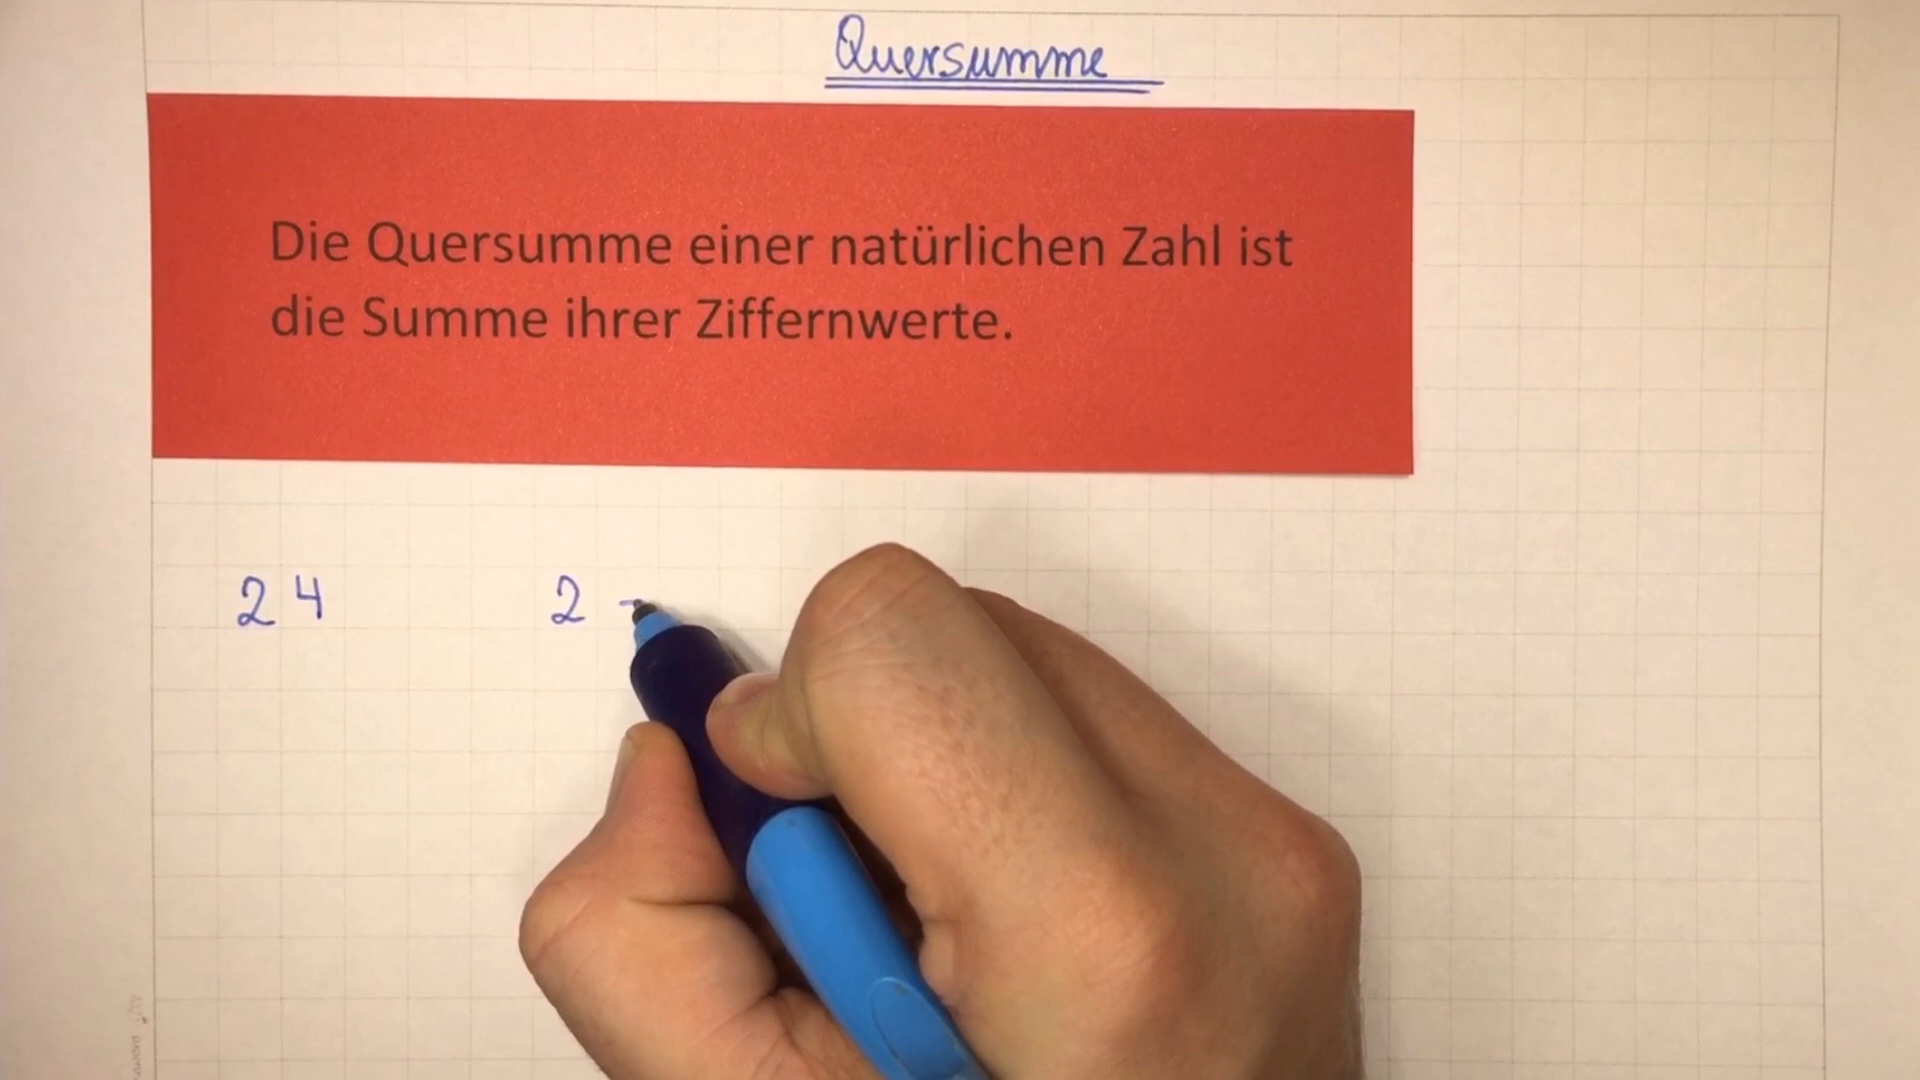 Quersumme
Die Quersumme einer natürlichen Zahl ist
die Summe ihrer Ziffernwerte.
24 2 -